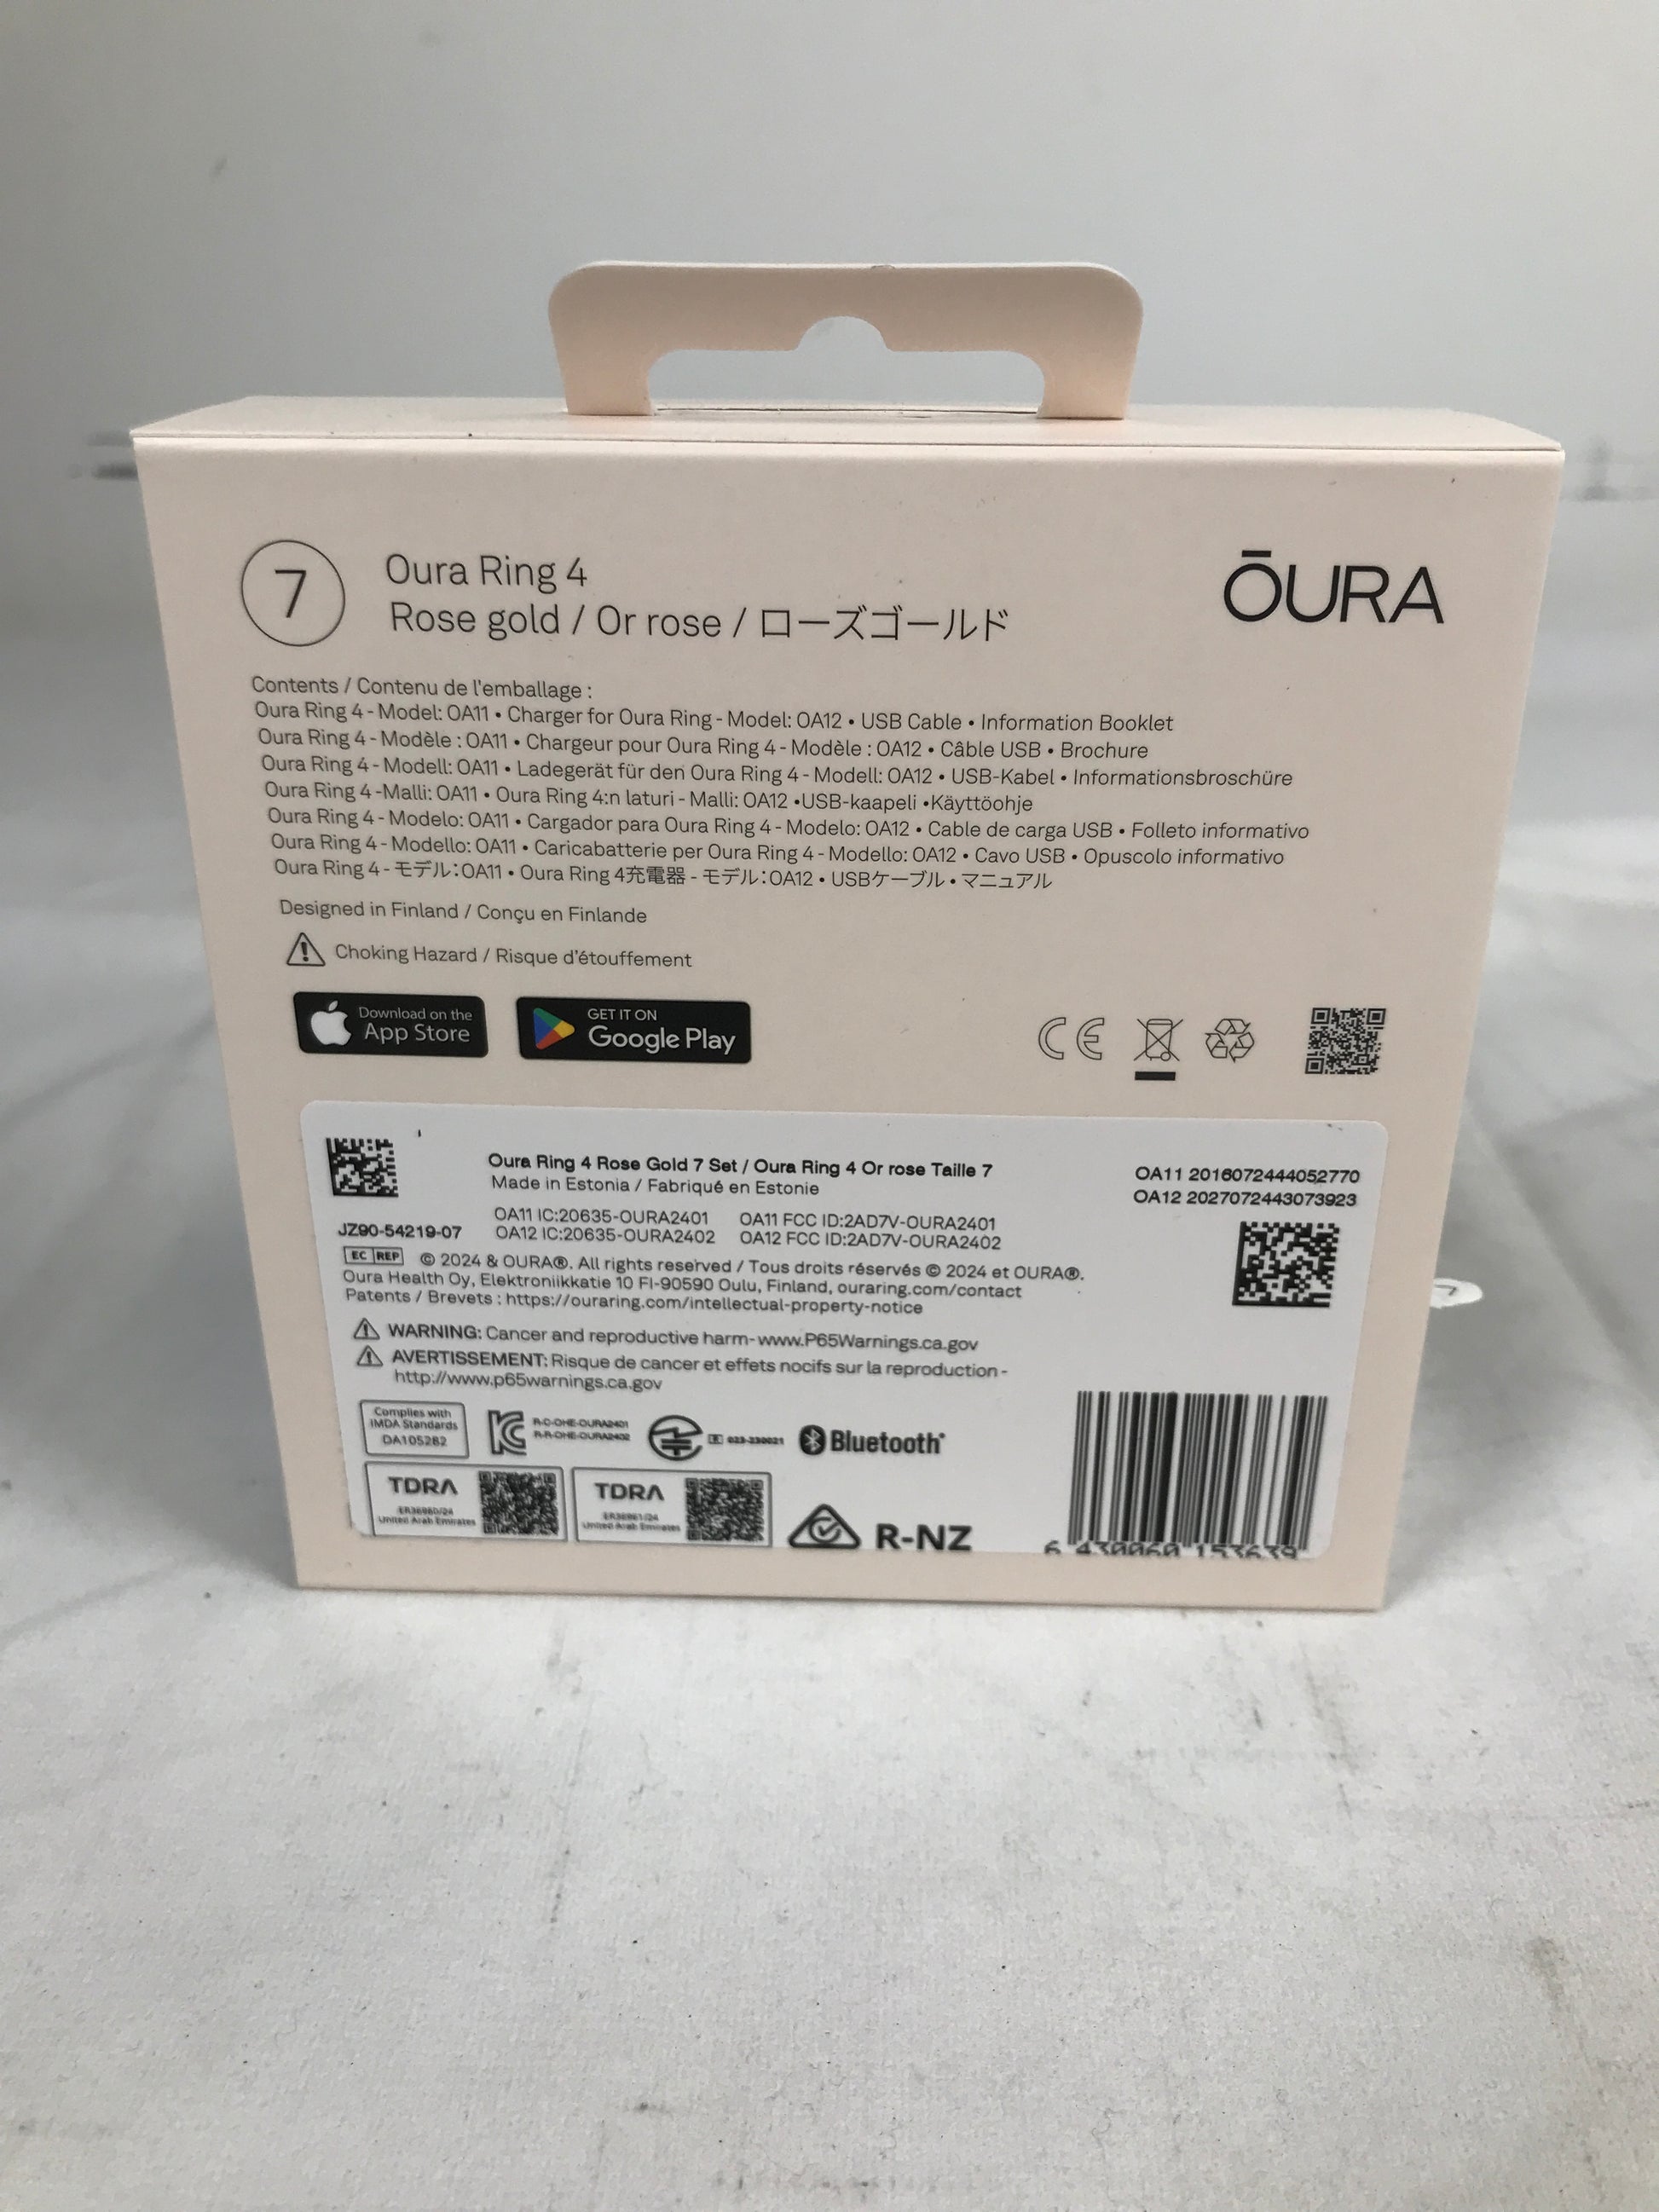 7
Oura Ring 4
Rose gold / Or rose / ローズゴールド
ŌURA
Contents / Contenu de l'emballage :
Oura Ring 4 - Model: OA11 • Charger for Oura Ring - Model: OA12 • USB Cable • Information Booklet
Oura Ring 4 - Modèle : OA11 • Chargeur pour Oura Ring 4 - Modèle : OA12 • Câble USB • Brochure
Oura Ring 4 - Modell: OA11 • Ladegerät für den Oura Ring 4 - Modell: OA12 • USB-Kabel • Informationsbroschüre
Oura Ring 4 -Malli: OA11 • Oura Ring 4:n laturi - Malli: OA12 •USB-kaapeli •Käyttöohje
Oura Ring 4 - Modelo: OA11 • Cargador para Oura Ring 4 - Modelo: OA12 • Cable de carga USB • Folleto informativo
Oura Ring 4 - Modello: OA11 • Caricabatterie per Oura Ring 4 - Modello: OA12 • Cavo USB • Opuscolo informativo
Oura Ring 4 - モデル：OA11 • Oura Ring 4充電器 - モデル：OA12 • USBケーブル • マニュアル
Designed in Finland / Conçu en Finlande
Choking Hazard / Risque d'étouffement
Download on the
App Store
GET IT ON
Google Play
CE
Oura Ring 4 Rose Gold 7 Set / Oura Ring 4 Or rose Taille 7
Made in Estonia / Fabriqué en Estonie
OA11 2016072444052770
OA12 2027072443073923
JZ90-54219-07
OA11 IC:20635-OURA2401 OA11 FCC ID:2AD7V-OURA2401
OA12 IC:20635-OURA2402 OA12 FCC ID:2AD7V-OURA2402
EC REP © 2024 & OURA®. All rights reserved / Tous droits réservés © 2024 et OURA®.
Oura Health Oy, Elektroniikkatie 10 FI-90590 Oulu, Finland, ouraring.com/contact
Patents / Brevets : https://ouraring.com/intellectual-property-notice
WARNING: Cancer and reproductive harm- www.P65Warnings.ca.gov
AVERTISSEMENT: Risque de cancer et effets nocifs sur la reproduction -
http://www.p65warnings.ca.gov
Complies with
IMDA Standards
DA105282
R-C-OHE-OURA2401
R-R-OHE-OURA2402
Bluetooth®
TDRA
United Arab Emirates
TDRA
United Arab Emirates
R-NZ
6 430060 153639